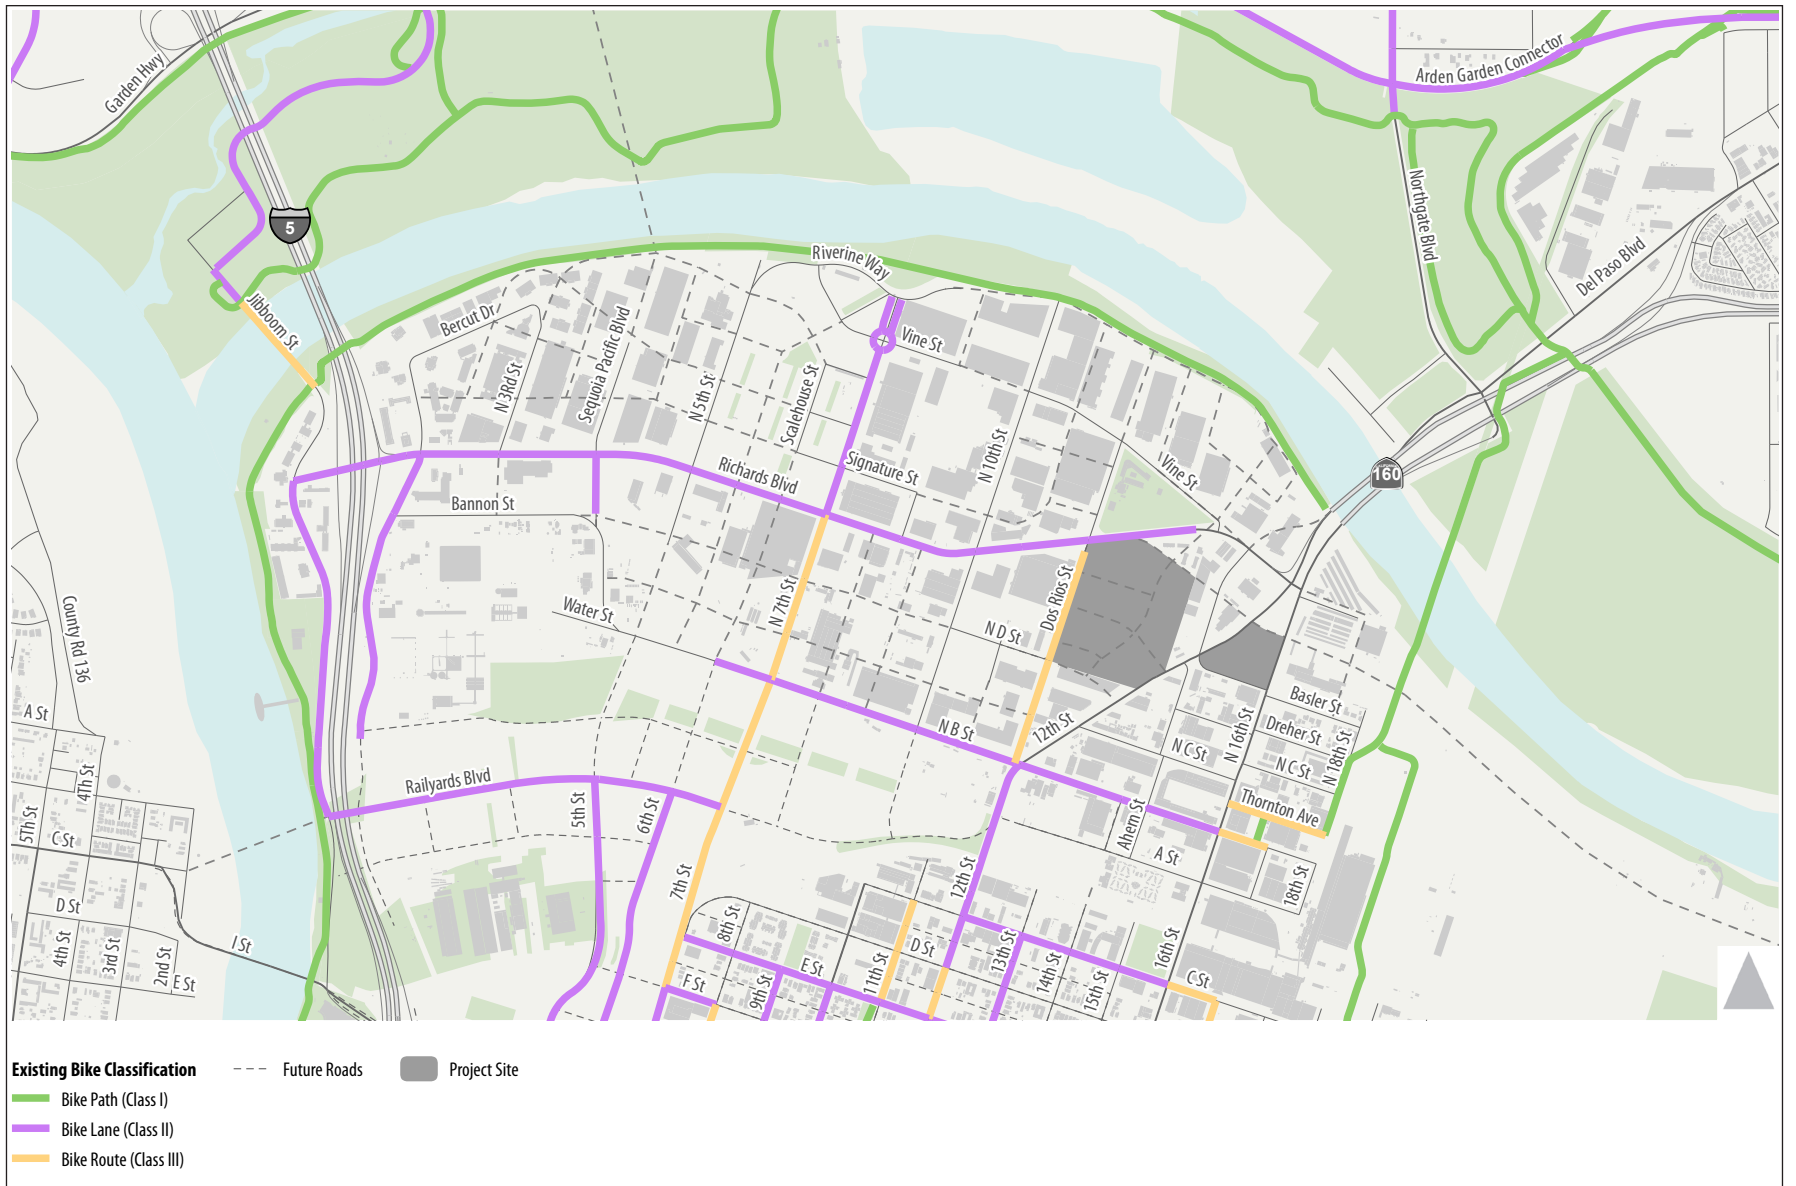 Garden Hwy
Arden Garden Connector
Northgate Blvd
Del Paso Blvd
5
Riverine Way
Jibboom St
Bercut Dr
Sequoia Pacific Blvd
N 3Rd St
N 5th St
Scalehouse St
Vine St
N 10th St
Signature St
Richards Blvd
Vine St
CALIFORNIA
160
Bannon St
Water St
N 7th St
Dos Rios St
N D St
County Rd 136
A St
4Th St
5Th St
C St
Railyards Blvd
5th St
6th St
N B St
12th St
N C St
N 16th St
Basler St
Dreher St
N C St
N 18th St
Thornton Ave
Ahern St
A St
18th St
7th St
12th St
D St
4th St
3rd St
2nd St
E St
I St
8th St
F St
9th St
E St
11th St
D St
13th St
14th St
15th St
16th St
C St
Existing Bike Classification
Future Roads
Project Site
Bike Path (Class I)
Bike Lane (Class II)
Bike Route (Class III)